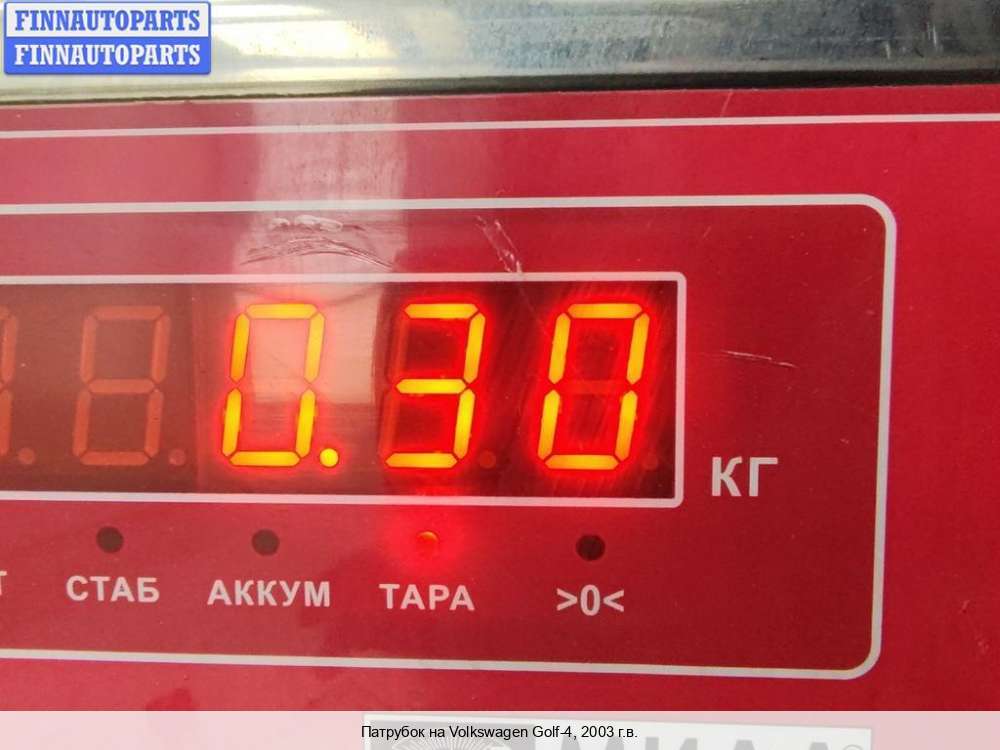 FINNAUTOPARTS
FINNAUTOPARTS
0.30
КГ
СТАБ АККУМ ТАРА >0<
Патрубок на Volkswagen Golf-4, 2003 г.в.